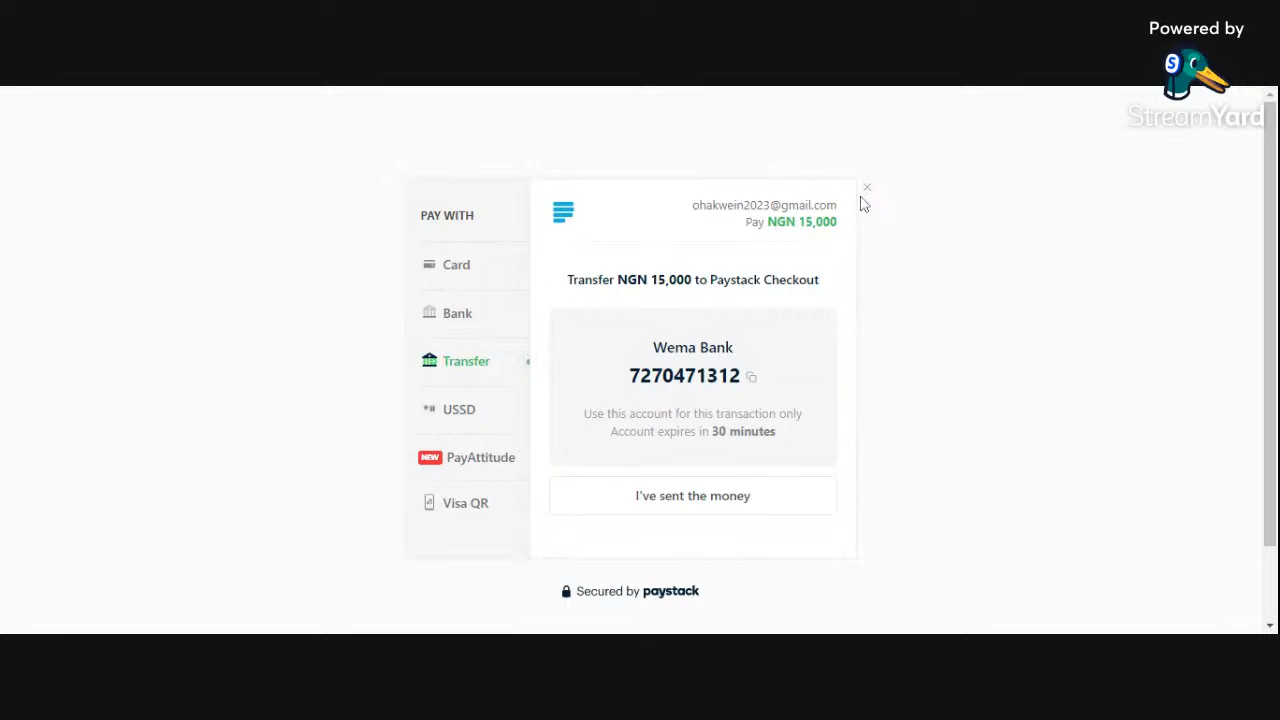 Powered by
StreamYard
PAY WITH
Card
Bank
Transfer
USSD
NEW PayAttitude
Visa QR
ohakwein2023@gmail.com
Pay NGN 15,000
Transfer NGN 15,000 to Paystack Checkout
Wema Bank
7270471312
Use this account for this transaction only
Account expires in 30 minutes
I've sent the money
Secured by paystack